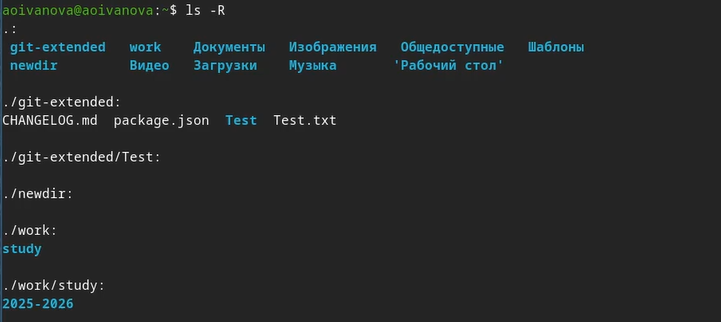 aoivanova@aoivanova:~$ ls -R
.:
git-extended work Документы Изображения Общедоступные Шаблоны
newdir Видео Загрузки Музыка 'Рабочий стол'
./git-extended:
CHANGELOG.md package.json Test Test.txt
./git-extended/Test:
./newdir:
./work:
study
./work/study:
2025-2026